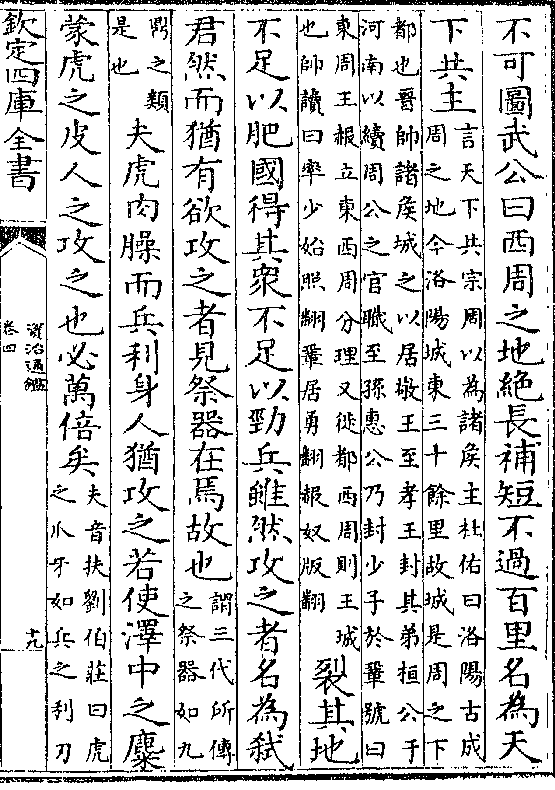 不可圖武公曰西周之地絶長補短不過百里名為天
下共主
言天下共宗周以為諸侯主杜佑曰洛陽古成
周之地今洛陽城東三十餘里故城是周之下
都也晉師諸侯城之以居敬王至孝王封其弟桓公于
河南以續周公之官職至孫惠公乃封少子於鞏號曰
東周王赧立東西周分理又徙都西周則王城
也帥讀曰率少始照翻鞏居勇翻赧奴版翻
裂其地
不足以肥國得其衆不足以勁兵雖然攻之者名為弑
君然而猶有欲攻之者見祭器在焉故也
謂三代所傳
之祭器如九
鼎之類
是也
夫虎肉臊而兵利身人猶攻之若使澤中之麋
蒙虎之皮人之攻之也必萬倍矣
夫音扶劉伯莊曰虎
之爪牙如兵之利刃
欽定四庫全書
資治通鑑
卷四
十九